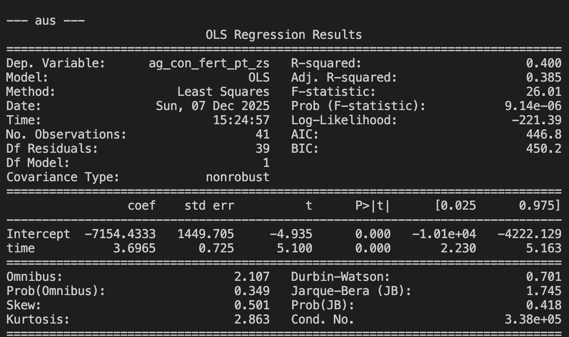 --- aus ---
                            OLS Regression Results
==============================================================================
Dep. Variable:      ag_con_fert_pt_zs   R-squared:                       0.400
Model:                            OLS   Adj. R-squared:                  0.385
Method:                 Least Squares   F-statistic:                     26.01
Date:                Sun, 07 Dec 2025   Prob (F-statistic):           9.14e-06
Time:                        15:24:57   Log-Likelihood:                -221.39
No. Observations:                  41   AIC:                             446.8
Df Residuals:                      39   BIC:                             450.2
Df Model:                           1
Covariance Type:            nonrobust
==============================================================================
                 coef    std err          t      P>|t|      [0.025      0.975]
------------------------------------------------------------------------------
Intercept  -7154.4333   1449.705     -4.935      0.000   -1.01e+04   -4222.129
time           3.6965      0.725      5.100      0.000       2.230       5.163
==============================================================================
Omnibus:                        2.107   Durbin-Watson:                   0.701
Prob(Omnibus):                  0.349   Jarque-Bera (JB):                1.745
Skew:                           0.501   Prob(JB):                        0.418
Kurtosis:                       2.863   Cond. No.                     3.38e+05
==============================================================================